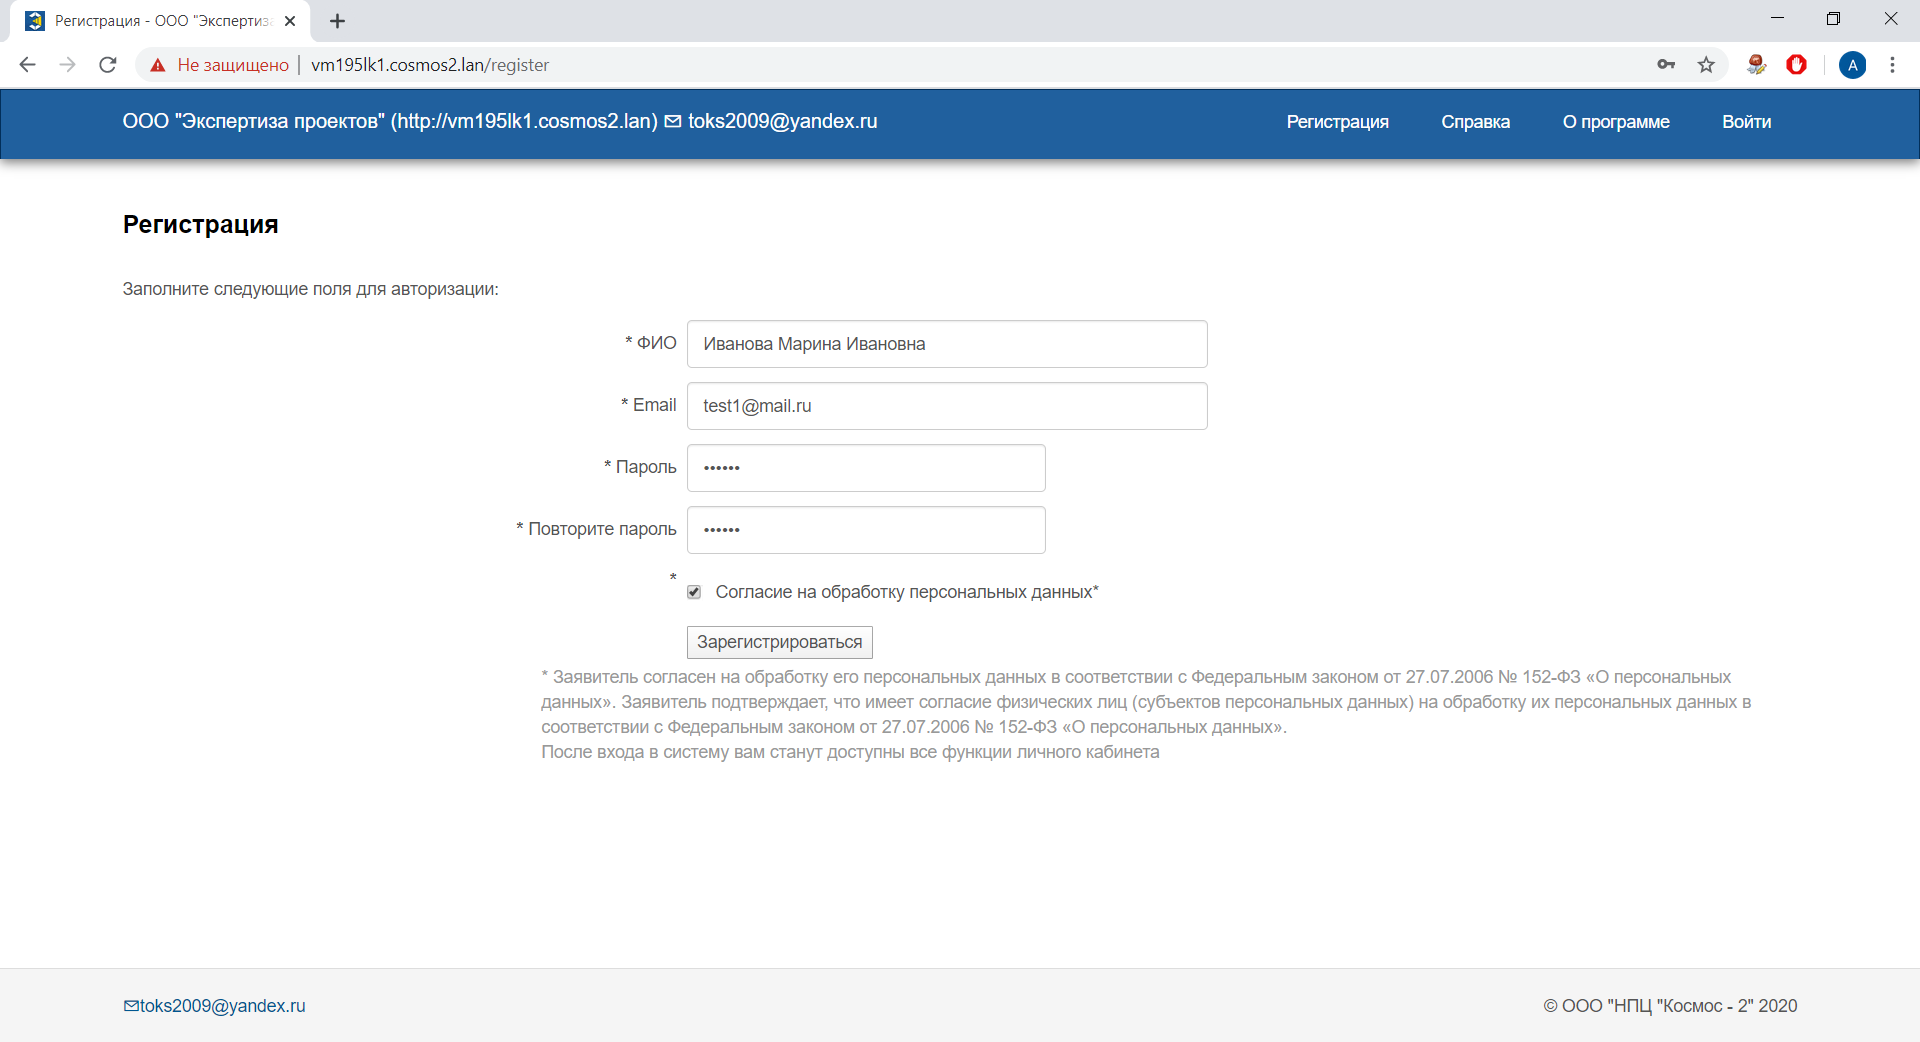 Регистрация - ООО "Экспертиз
Не защищено | vm195lk1.cosmos2.lan/register
А
ООО "Экспертиза проектов" (http://vm195lk1.cosmos2.lan) toks2009@yandex.ru
Регистрация Справка О программе Войти
Регистрация
Заполните следующие поля для авторизации:
* ФИО Иванова Марина Ивановна
* Email test1@mail.ru
* Пароль ••••••
* Повторите пароль ••••••
*
Согласие на обработку персональных данных*
Зарегистрироваться
* Заявитель согласен на обработку его персональных данных в соответствии с Федеральным законом от 27.07.2006 № 152-ФЗ «О персональных
данных». Заявитель подтверждает, что имеет согласие физических лиц (субъектов персональных данных) на обработку их персональных данных в
соответствии с Федеральным законом от 27.07.2006 № 152-ФЗ «О персональных данных».
После входа в систему вам станут доступны все функции личного кабинета
toks2009@yandex.ru
© ООО "НПЦ "Космос - 2" 2020